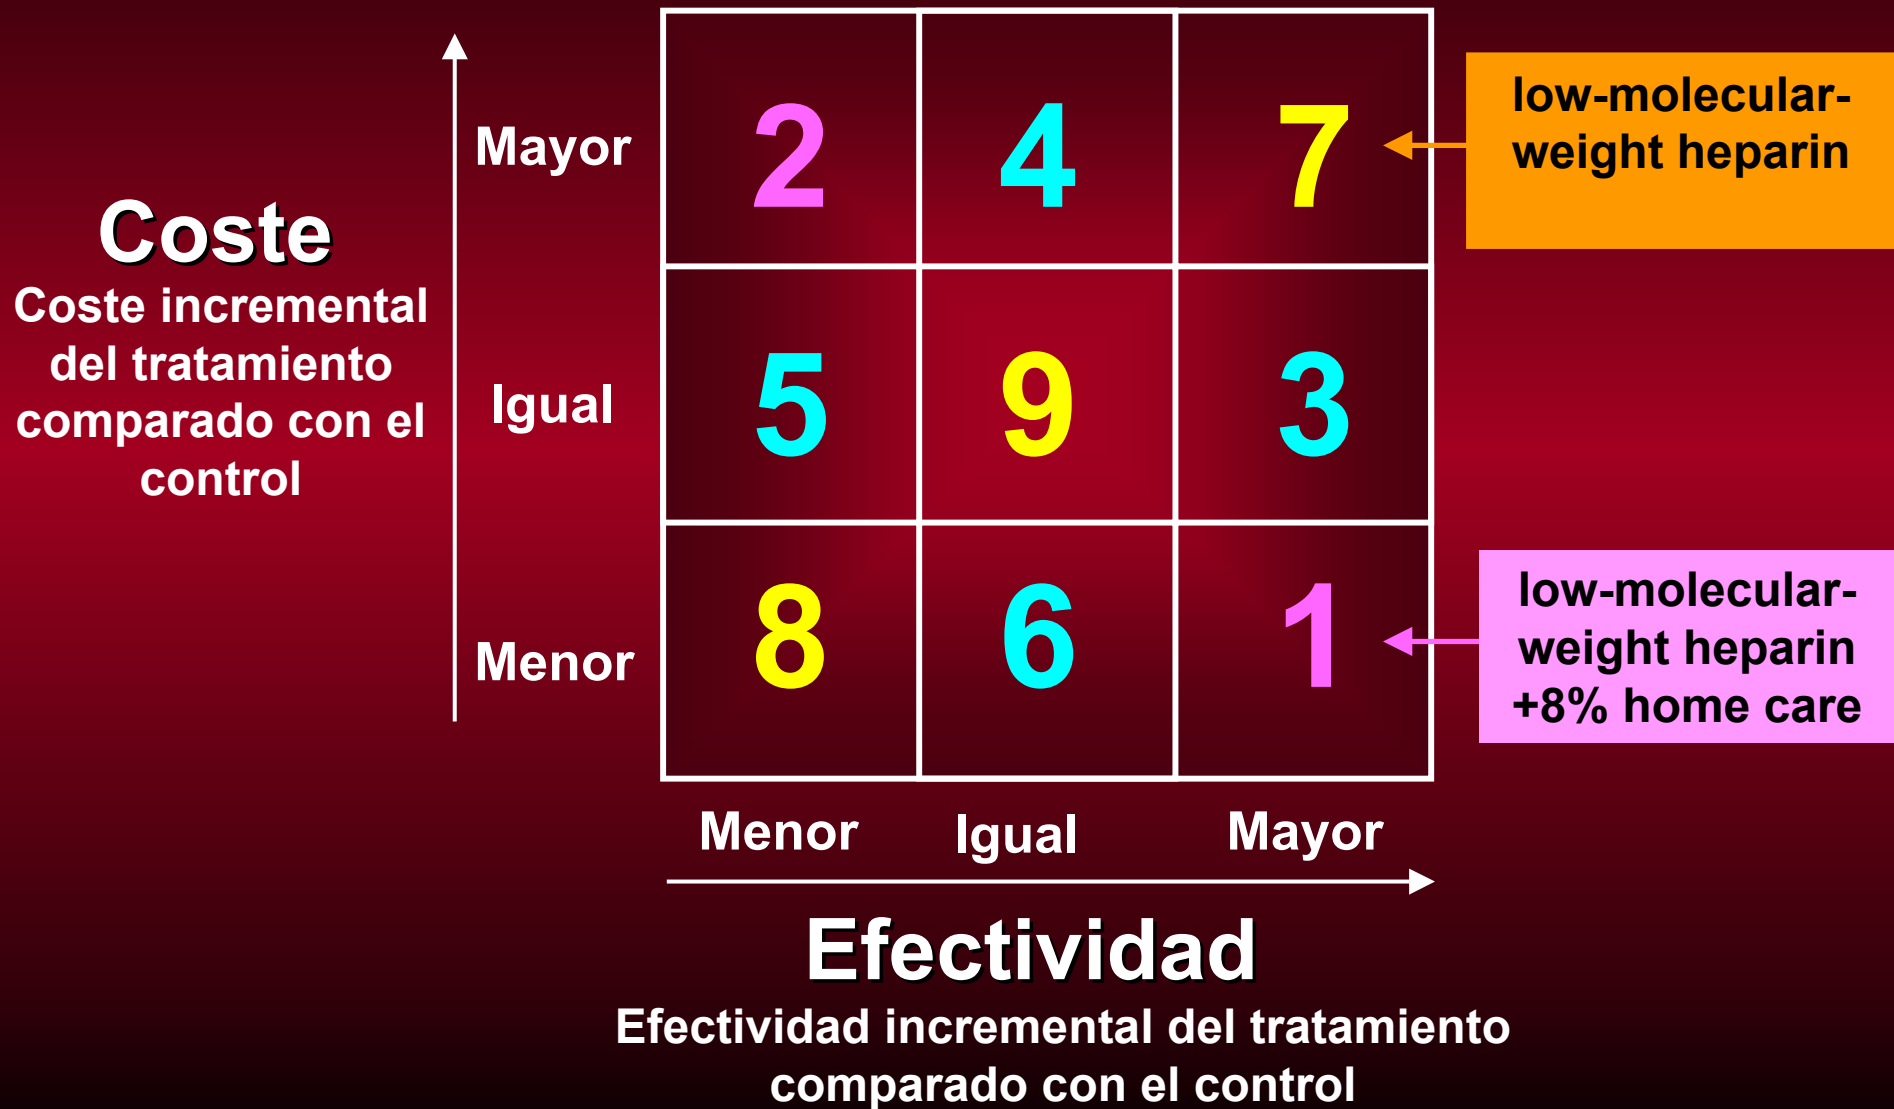 Coste
Coste incremental
del tratamiento
comparado con el
control
Mayor
2
4
7
low-molecular-
weight heparin
Igual
5
9
3
Menor
8
6
1
low-molecular-
weight heparin
+8% home care
Menor
Igual
Mayor
Efectividad
Efectividad incremental del tratamiento
comparado con el control